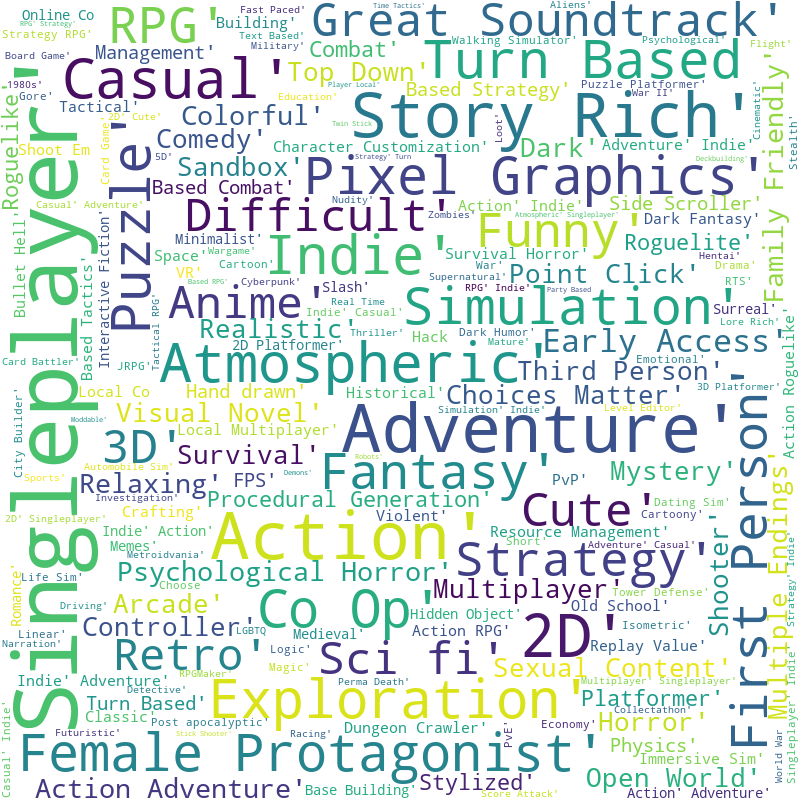 Online Co
RPG' Strategy'
Strategy RPG'
RPG'
Fast Paced'
Building'
Text Based'
Management'
Military'
Great Soundtrack'
Time Tactics'
Aliens'
Combat'
Walking Simulator'
Psychological'
Flight'
Board Game'
1980s'
Gore'
Tactical'
Casual'
Top Down'
Player Local'
Turn Based
Puzzle Platformer'
War II'
Cinematic'
Stealth'
Based Strategy'
Education'
2D' Cute'
Card Game'
Roguelike'
Shoot Em
Colorful'
Comedy'
Twin Stick'
Story Rich'
Loot'
Character Customization'
Dark'
Adventure' Indie'
Family Friendly'
5D'
Sandbox'
Strategy' Turn
Deckbuilding'
Based Combat'
Pixel Graphics'
Nudity'
Casual' Adventure'
Bullet Hell'
Puzzle'
Interactive Fiction'
Difficult'
Zombies'
Action' Indie'
Atmospheric' Singleplayer'
Side Scroller'
Dark Fantasy'
Minimalist'
Wargame'
Indie'
Funny'
Roguelite'
Space'
Cartoon'
War'
Survival Horror'
Hentai'
Drama'
VR'
Based RPG'
Cyberpunk'
Supernatural'
Point Click'
RTS'
Based Tactics'
Tactical RPG'
Anime'
Slash'
Real Time
RPG' Indie'
Party Based'
Simulation'
Surreal'
Lore Rich'
Realistic'
Indie' Casual'
Thriller'
Hack
Dark Humor'
Mature'
Early Access'
Card Battler'
JRPG'
2D Platformer'
Atmospheric'
Third Person'
Emotional'
Action Roguelike'
City Builder'
Local Co
Hand drawn'
Historical'
Choices Matter'
3D Platformer'
Moddable'
Visual Novel'
Local Multiplayer'
Simulation' Indie'
Level Editor'
Singleplayer'
3D'
Survival'
Adventure'
First Person'
Automobile Sim'
Robots'
Sports'
Relaxing'
FPS'
Demons'
Fantasy'
PvP'
Mystery'
Investigation'
Procedural Generation'
Cute'
Dating Sim'
Crafting'
Violent'
Cartoony'
2D' Singleplayer'
Indie' Action'
Action'
Resource Management'
Multiple Endings'
Memes'
Metroidvania'
Short'
Adventure' Casual'
Shooter'
Strategy' Indie'
Romance'
Life Sim'
Choose
Psychological Horror'
Strategy'
Driving'
Arcade'
Co Op'
Multiplayer'
Tower Defense'
Old School'
Hidden Object'
Linear'
Narration'
Controller'
LGBTQ
Medieval'
Action RPG'
2D'
Isometric'
Retro'
Logic'
Sci fi'
Replay Value'
Indie' Adventure'
RPGMaker'
Magic'
Sexual Content'
Detective'
Perma Death'
Multiplayer' Singleplayer'
Turn Based'
Exploration'
Platformer'
Classic'
Post apocalyptic'
Collectathon'
Casual' Indie'
Futuristic'
Stick Shooter'
Racing'
Dungeon Crawler'
PvE'
Economy'
Horror'
World War
Singleplayer' Indie'
Female Protagonist'
Physics'
Immersive Sim'
Action Adventure'
Base Building'
Stylized'
Score Attack'
Open World'
Action' Adventure'